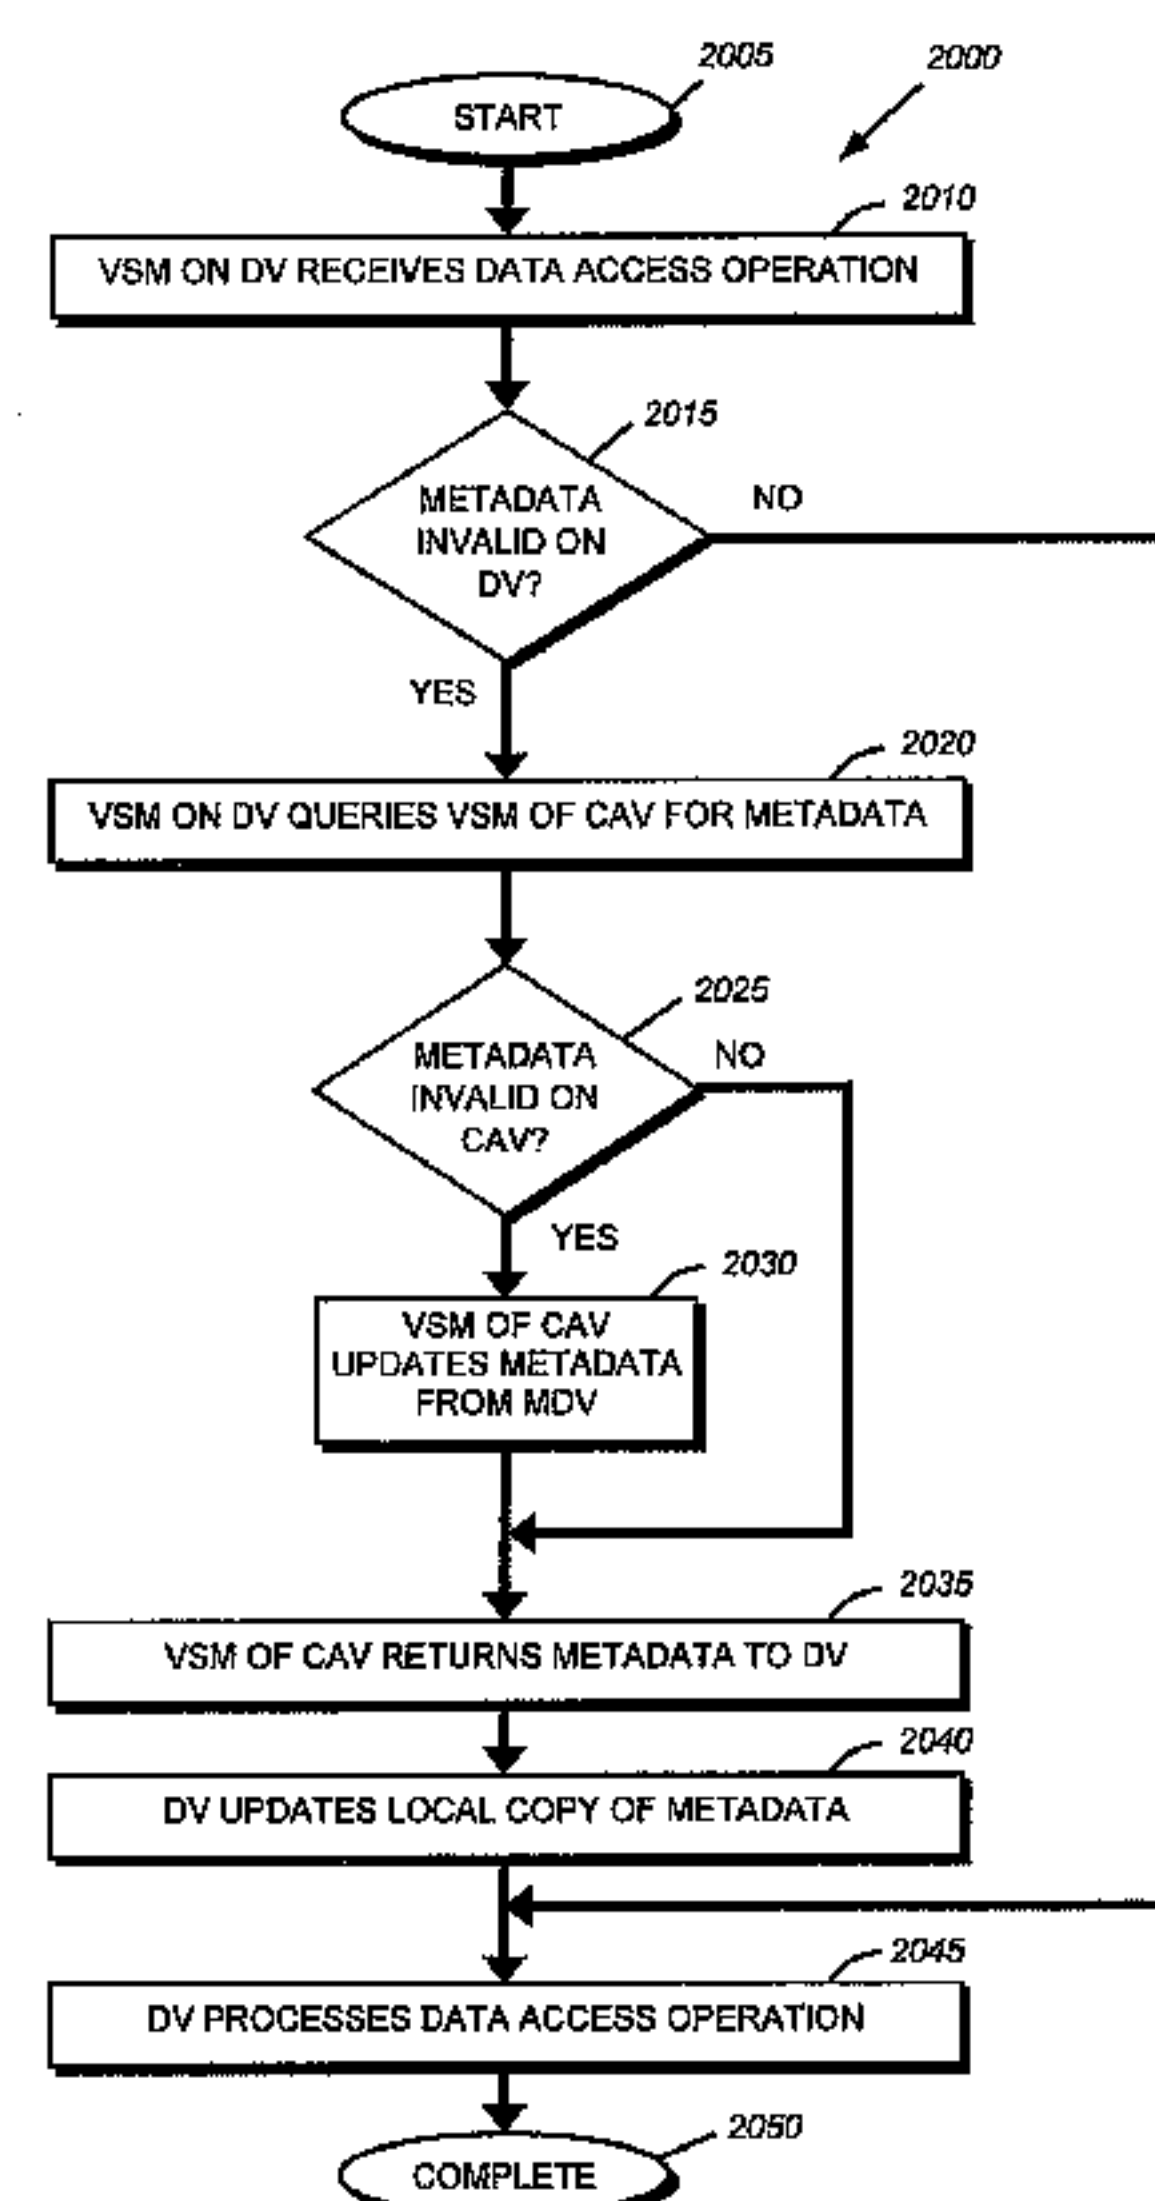 2005
2000
START
2010
VSM ON DV RECEIVES DATA ACCESS OPERATION
2015
METADATA
INVALID ON
DV?
NO
YES
2020
VSM ON DV QUERIES VSM OF CAV FOR METADATA
2025
METADATA
INVALID ON
CAV?
NO
YES
2030
VSM OF CAV
UPDATES METADATA
FROM MDV
2035
VSM OF CAV RETURNS METADATA TO DV
2040
DV UPDATES LOCAL COPY OF METADATA
2045
DV PROCESSES DATA ACCESS OPERATION
2050
COMPLETE